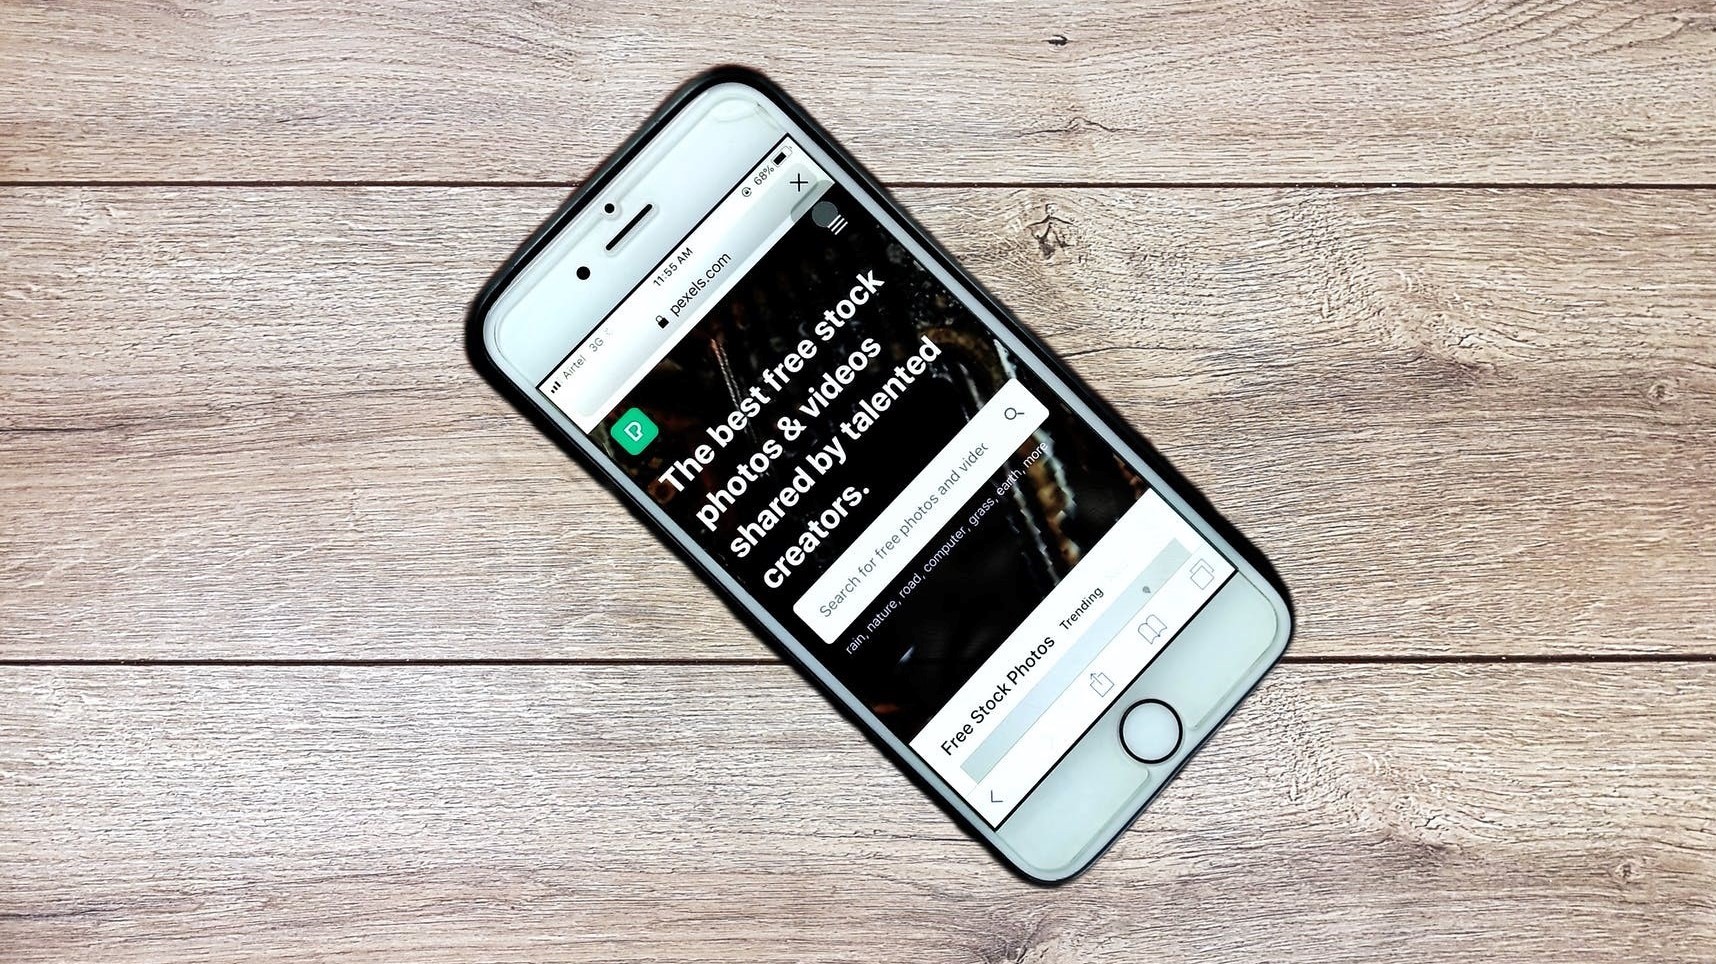 Airtel 3G 11:55 AM 68%
pexels.com
The best free stock
photos & videos
shared by talented
creators.
Search for free photos and videc
rain, nature, road, computer, grass, earth, more
Free Stock Photos Trending